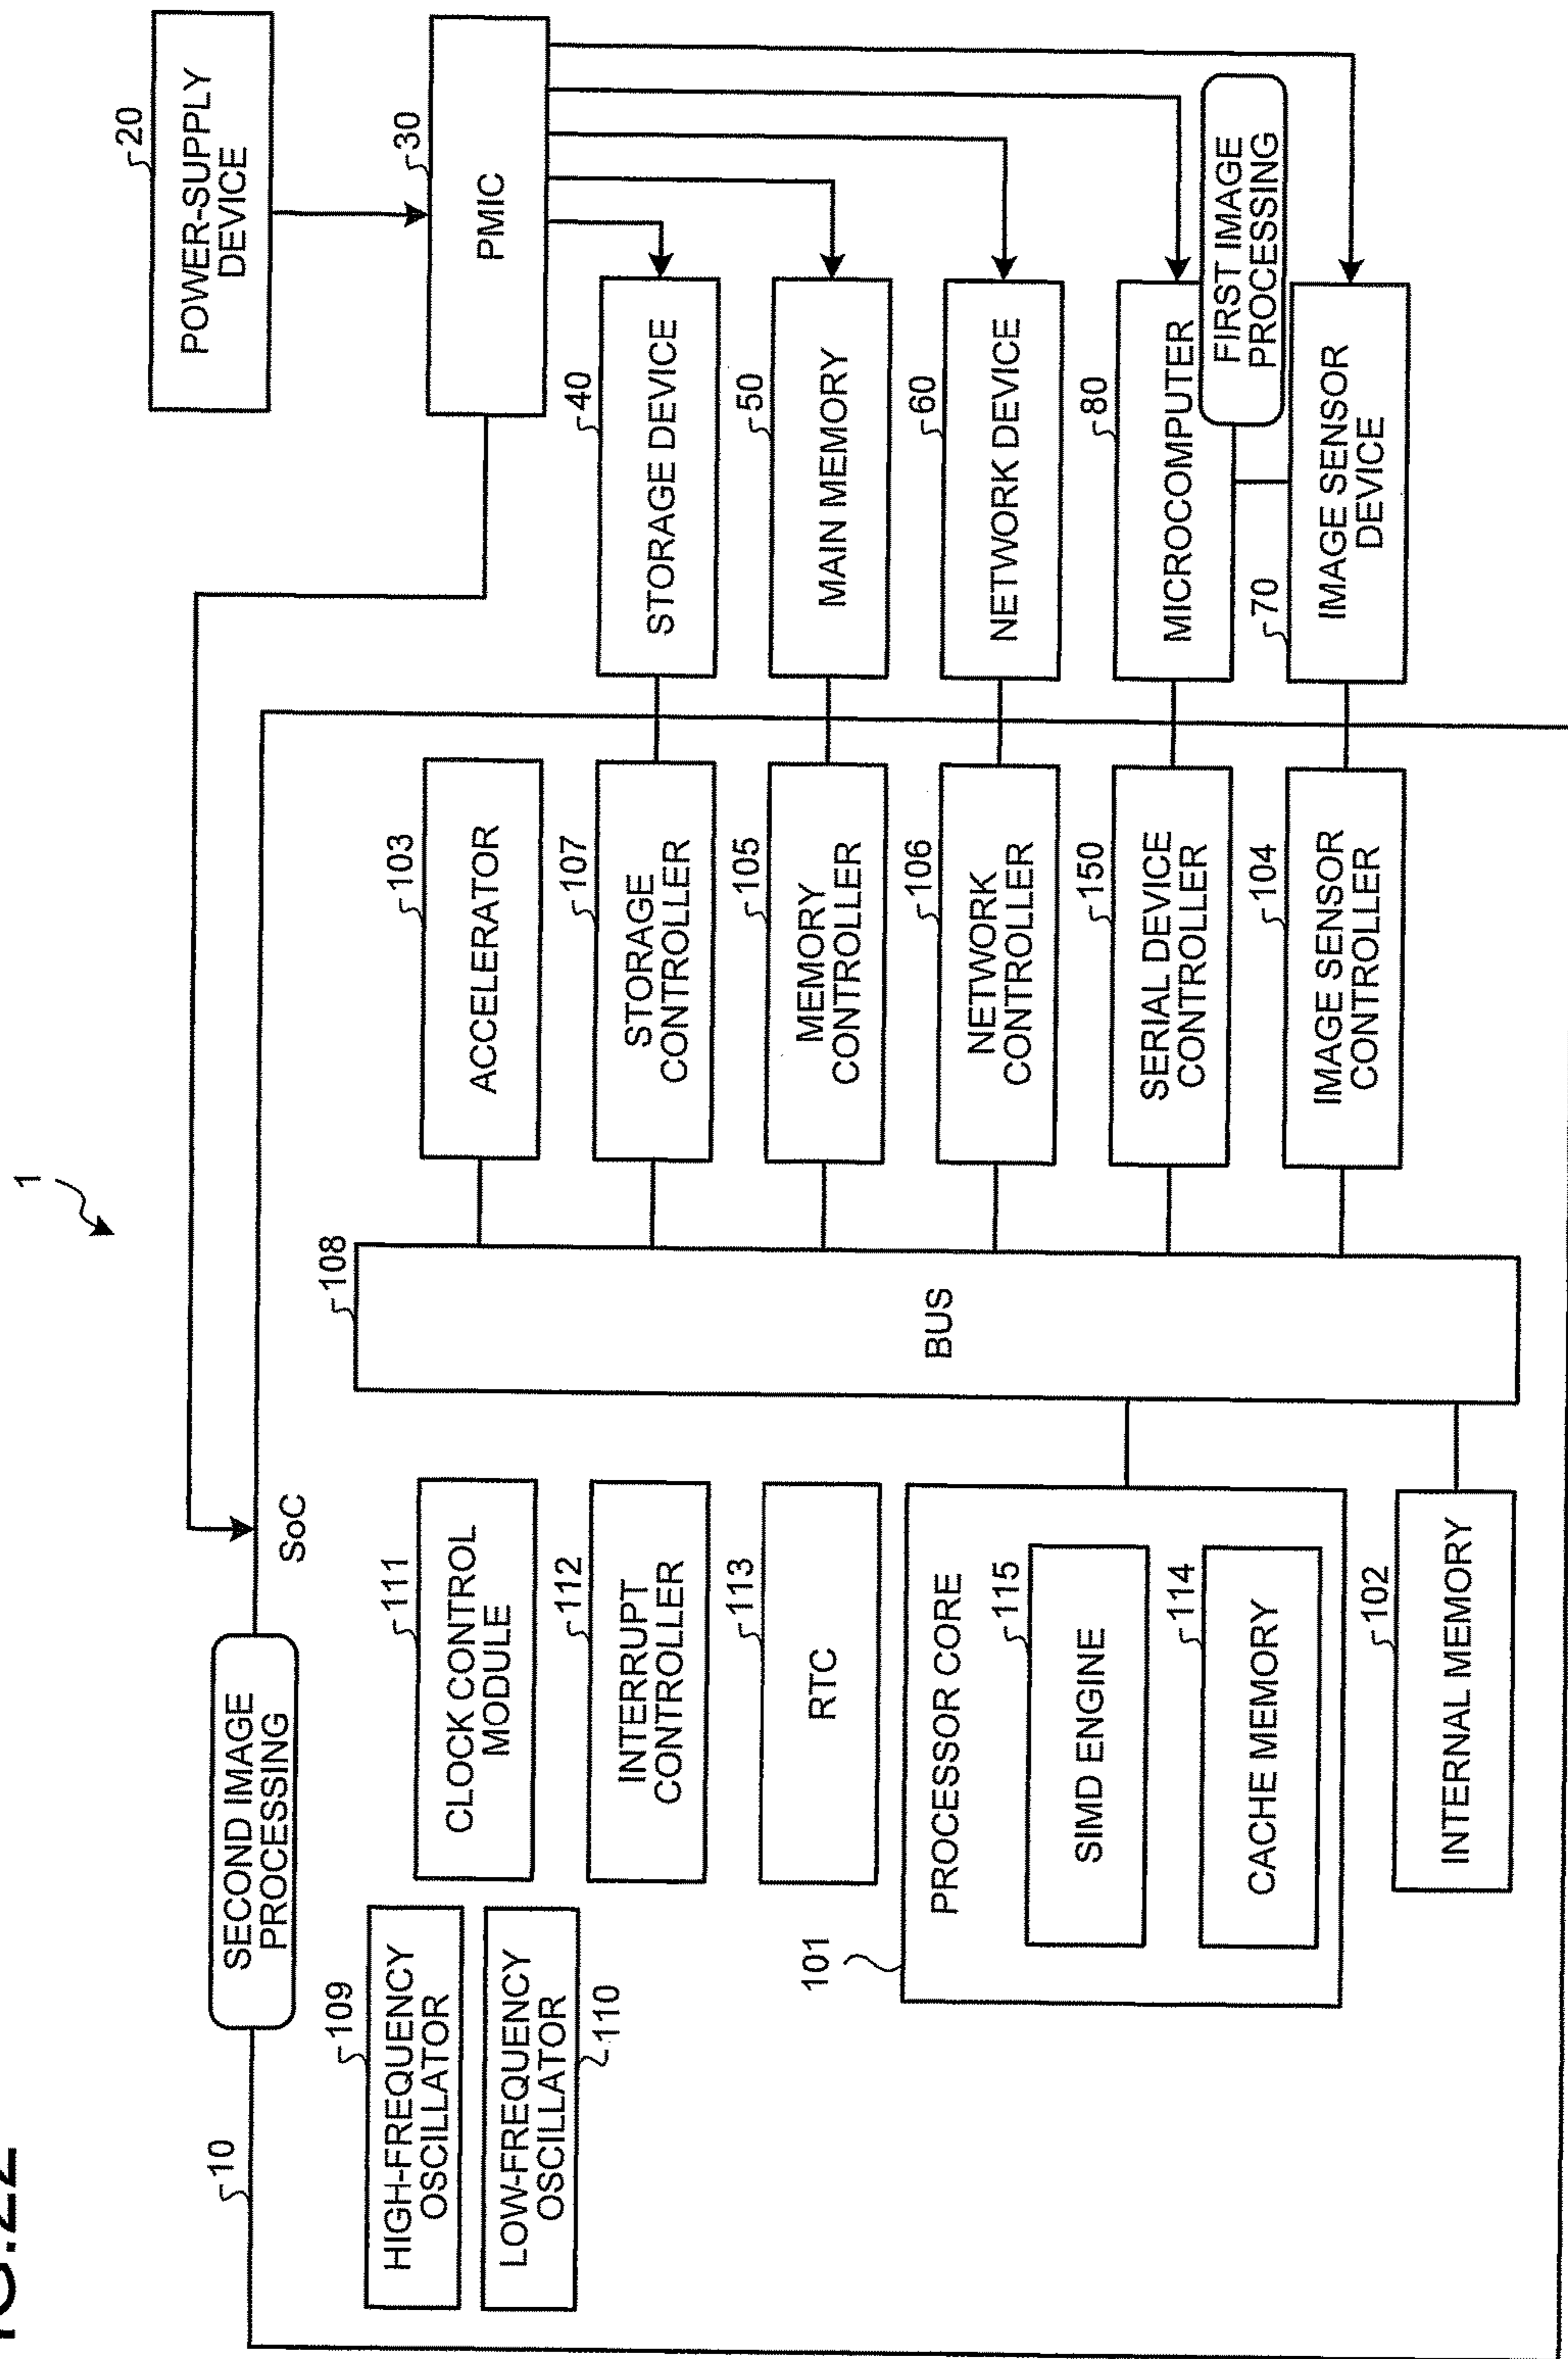 1
20
POWER-SUPPLY
DEVICE
30
PMIC
10
SECOND IMAGE
PROCESSING
SoC
109
HIGH-FREQUENCY
OSCILLATOR
LOW-FREQUENCY
OSCILLATOR
110
111
CLOCK CONTROL
MODULE
112
INTERRUPT
CONTROLLER
113
RTC
101
PROCESSOR CORE
115
SIMD ENGINE
114
CACHE MEMORY
102
INTERNAL MEMORY
108
BUS
103
ACCELERATOR
107
STORAGE
CONTROLLER
105
MEMORY
CONTROLLER
106
NETWORK
CONTROLLER
150
SERIAL DEVICE
CONTROLLER
104
IMAGE SENSOR
CONTROLLER
40
STORAGE DEVICE
50
MAIN MEMORY
60
NETWORK DEVICE
80
MICROCOMPUTER
FIRST IMAGE
PROCESSING
70
IMAGE SENSOR
DEVICE